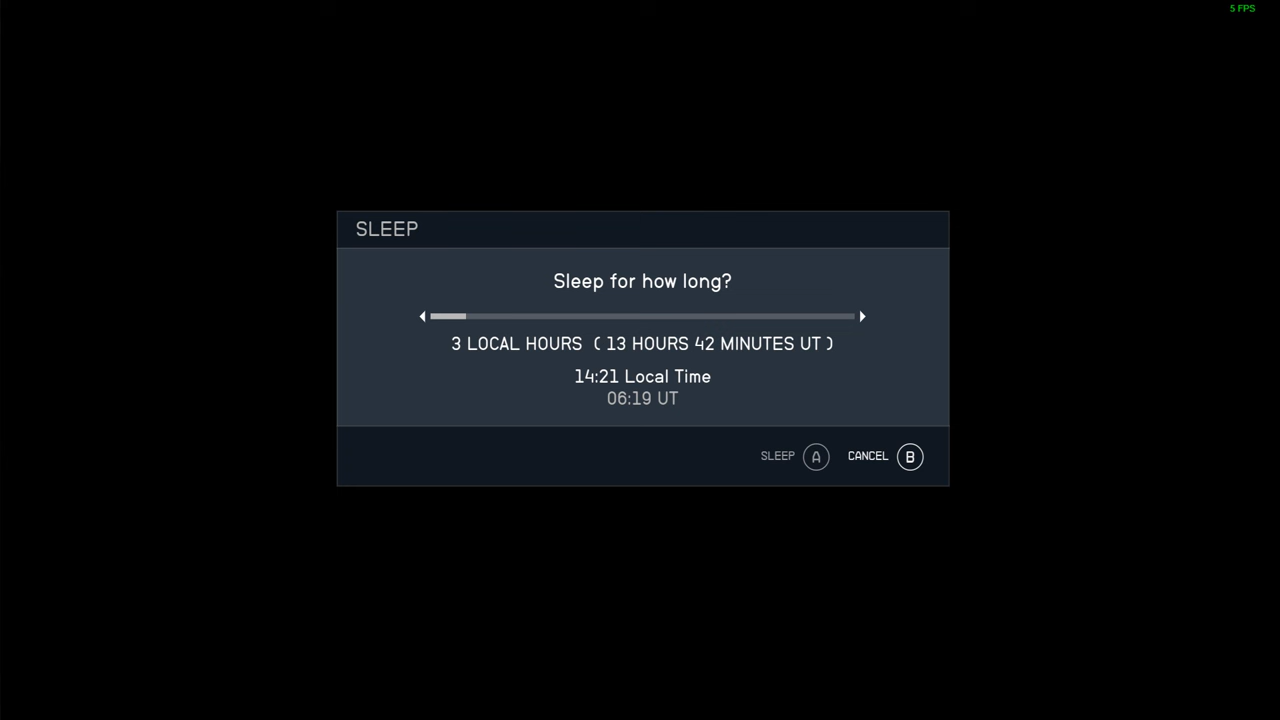 5 FPS
SLEEP
Sleep for how long?
3 LOCAL HOURS ( 13 HOURS 42 MINUTES UT )
14:21 Local Time
06:19 UT
SLEEP A CANCEL B